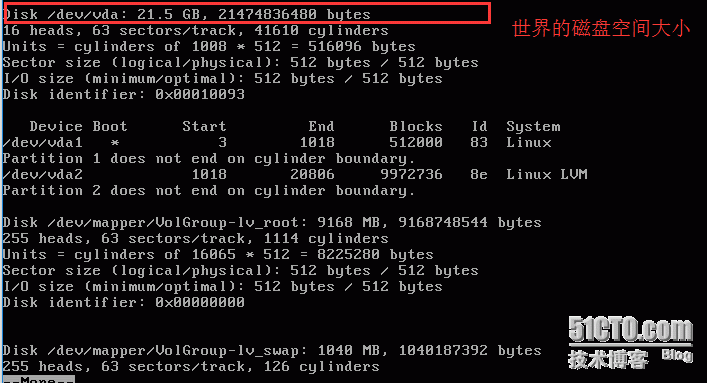 Disk /dev/vda: 21.5 GB, 21474836480 bytes
世界的磁盘空间大小
16 heads, 63 sectors/track, 41610 cylinders
Units = cylinders of 1008 * 512 = 516096 bytes
Sector size (logical/physical): 512 bytes / 512 bytes
I/O size (minimum/optimal): 512 bytes / 512 bytes
Disk identifier: 0x00010093
Device Boot Start End Blocks Id System
/dev/vda1 * 3 1018 512000 83 Linux
Partition 1 does not end on cylinder boundary.
/dev/vda2 1018 20806 9972736 8e Linux LVM
Partition 2 does not end on cylinder boundary.
Disk /dev/mapper/VolGroup-lv_root: 9168 MB, 9168748544 bytes
255 heads, 63 sectors/track, 1114 cylinders
Units = cylinders of 16065 * 512 = 8225280 bytes
Sector size (logical/physical): 512 bytes / 512 bytes
I/O size (minimum/optimal): 512 bytes / 512 bytes
Disk identifier: 0x00000000
Disk /dev/mapper/VolGroup-lv_swap: 1040 MB, 1040187392 bytes
255 heads, 63 sectors/track, 126 cylinders
--More--
51CTO.com
技术博客 Blog